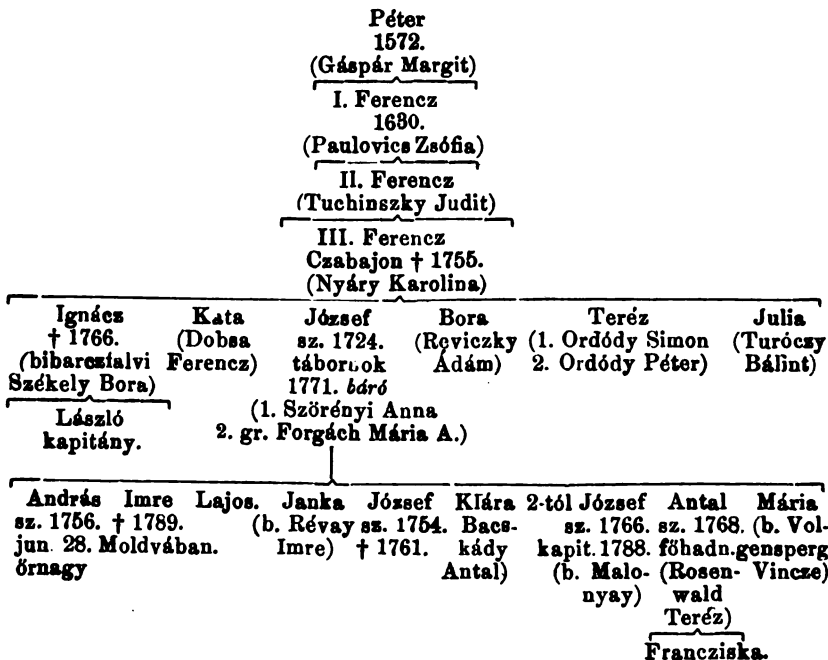 Péter
1572.
(Gáspár Margit)
I. Ferencz
1630.
(Paulovics Zsófia)
II. Ferencz
(Tuchinszky Judit)
III. Ferencz
Czabajon † 1755.
(Nyáry Karolina)
Ignácz Kata József Bora Teréz Julia
† 1766. (Dobsa sz. 1724. (Reviczky (1. Ordódy Simon (Turóczy
(bibarczfalvi Ferencz) tábornok Ádám) 2. Ordódy Péter) Bálint)
Székely Bora) 1771. báró
László (1. Szörényi Anna
kapitány. 2. gr. Forgách Mária A.)
András Imre Lajos. Janka József Klára 2-tól József Antal Mária
sz. 1756. † 1789. (b. Révay sz. 1754. Bacs- sz. 1766. sz. 1768. (b. Vol-
jun. 28. Moldvában. Imre) † 1761. kády kapit. 1788. főhadn. gensperg
őrnagy Antal) (b. Malo- (Rosen- Vincze)
nyay) wald
Teréz)
Francziska.